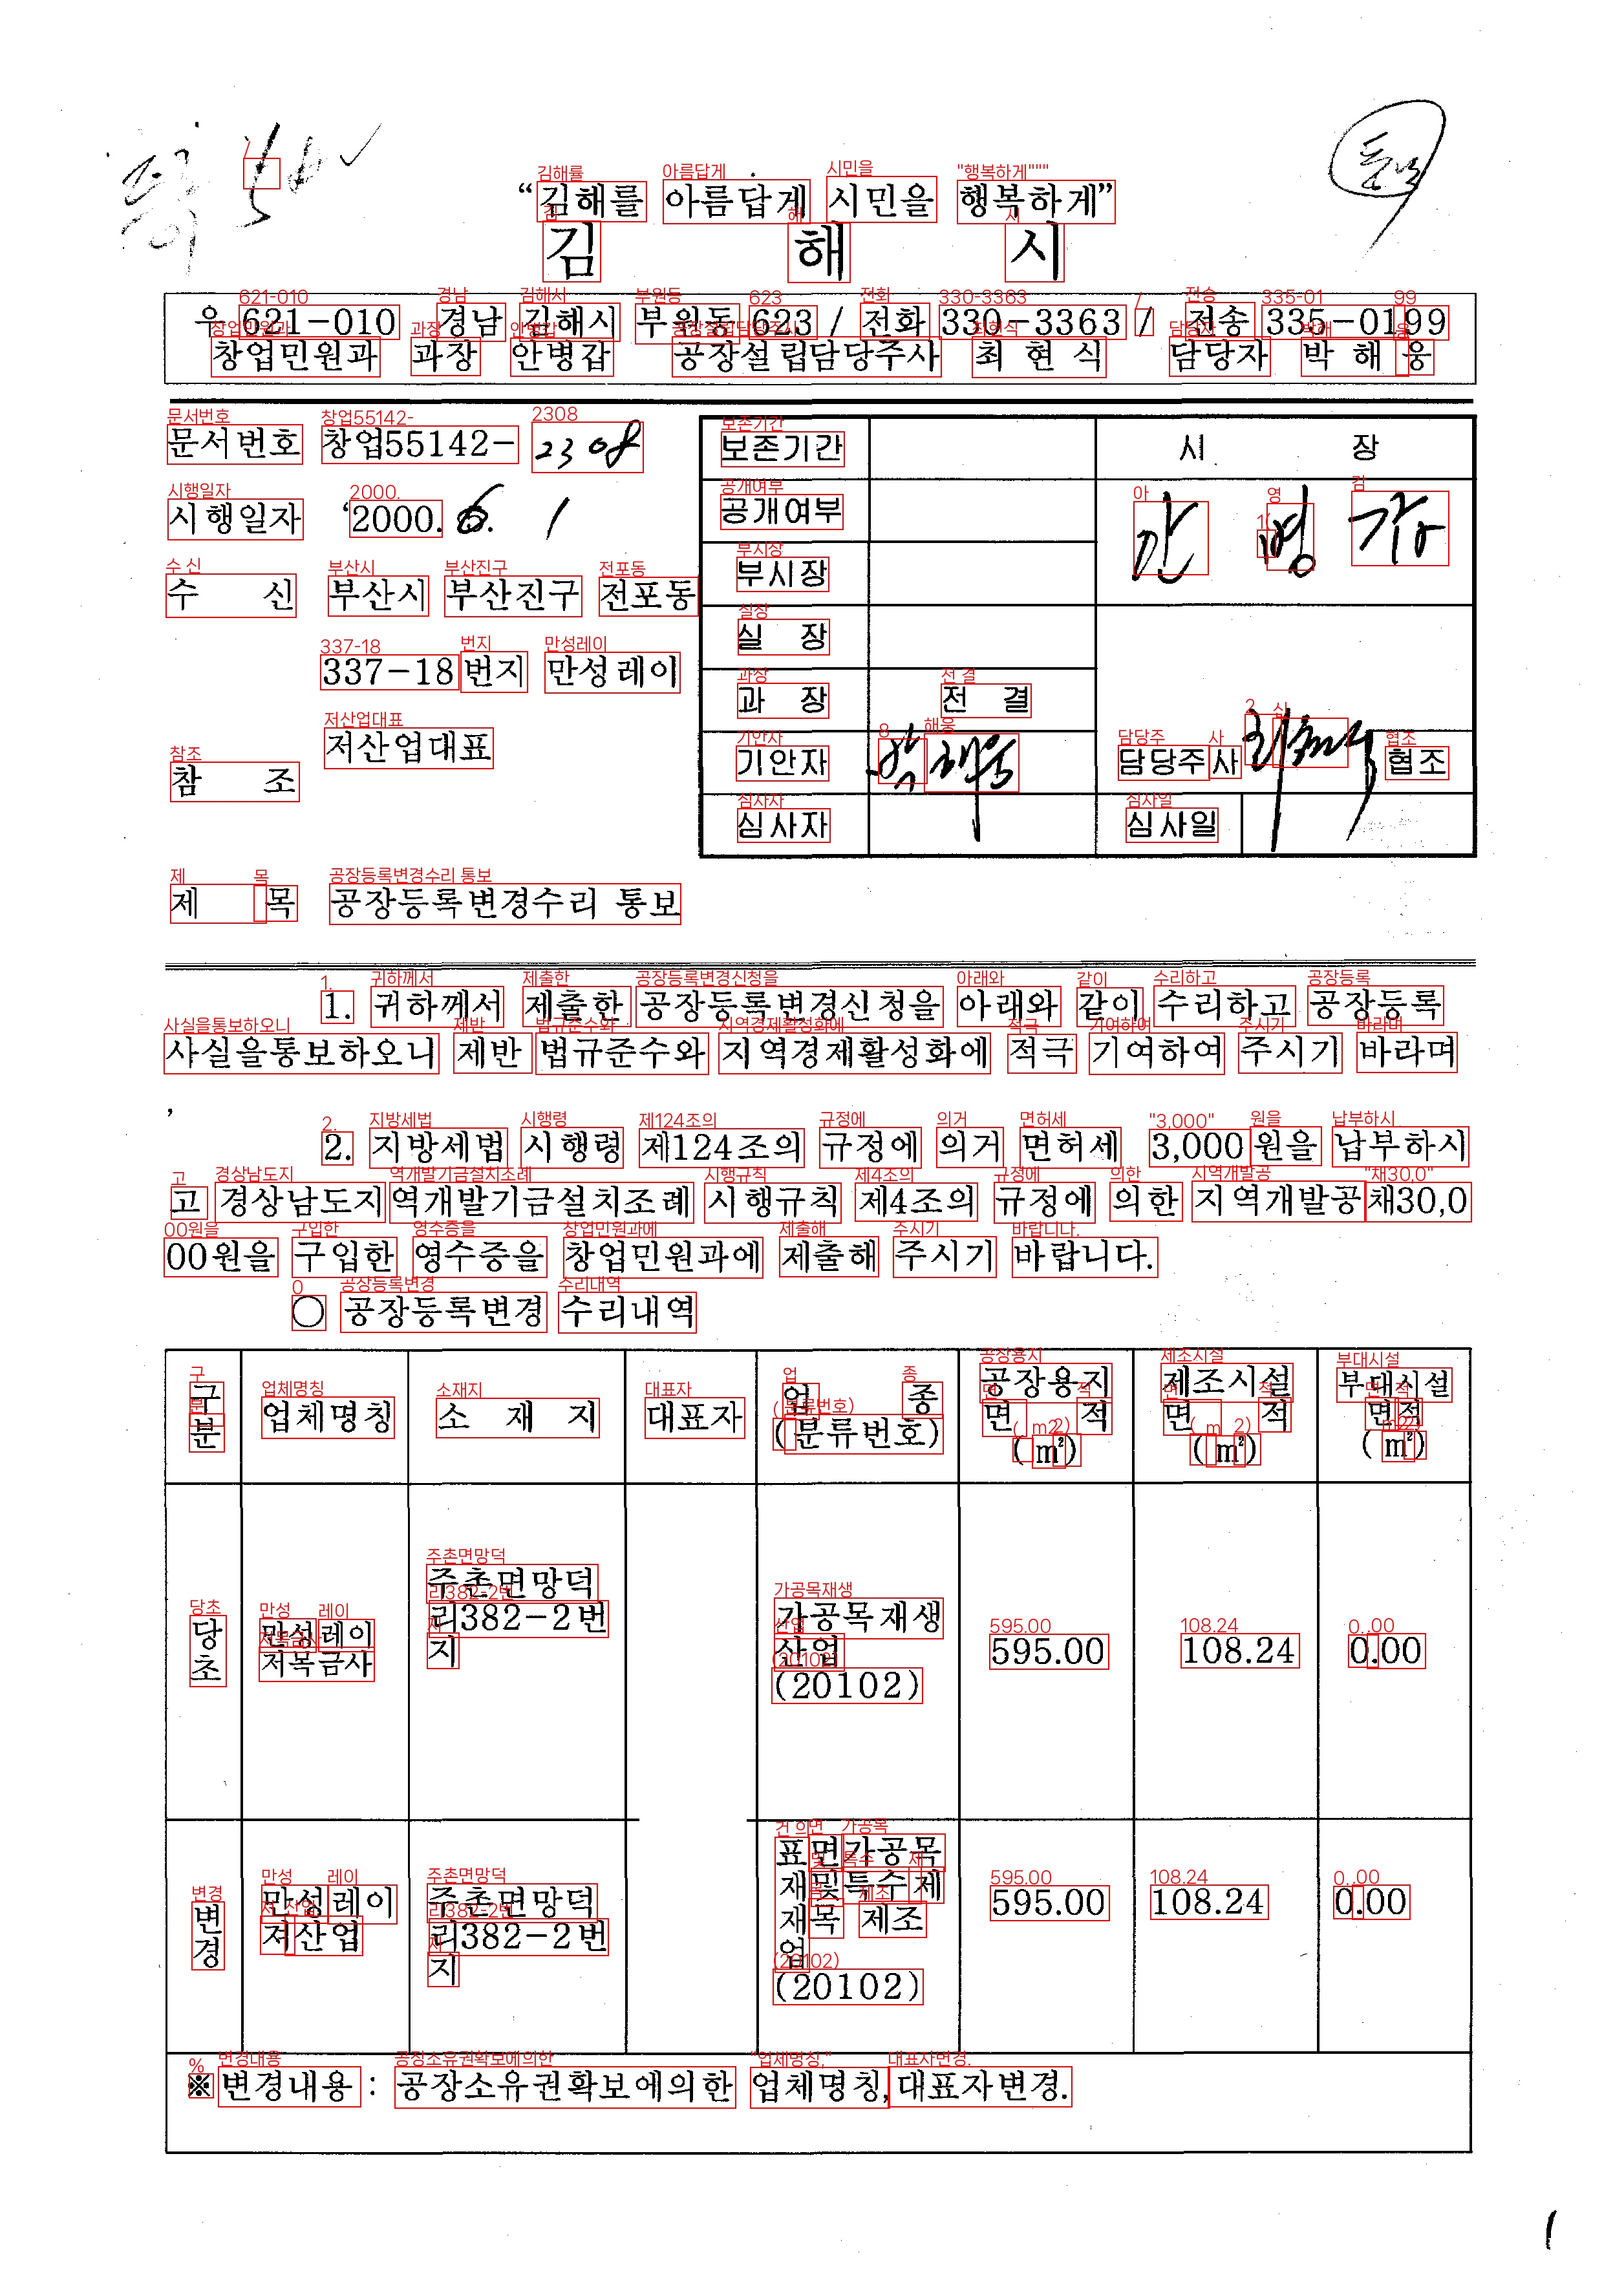 “김해를 아름답게 시민을 행복하게”
김 해 시
우 621-010 경남 김해시 부원동 623 / 전화 330-3363 / 전송 335-0199
창업민원과 과장 안병갑 공장설립담당주사 최 현 식 담당자 박 해 웅
문서번호 창업55142- 2308
시행일자 ‘2000. 6. 1
수 신 부산시 부산진구 전포동
337-18 번지 만성레이
저산업대표
참 조
보존기간 시 장
공개여부
부시장
실 장
과 장 전 결
기안자 담당주사 협조
심사자 심사일
제 목 공장등록변경수리 통보
1. 귀하께서 제출한 공장등록변경신청을 아래와 같이 수리하고 공장등록
사실을통보하오니 제반 법규준수와 지역경제활성화에 적극 기여하여 주시기 바라며
,
2. 지방세법 시행령 제124조의 규정에 의거 면허세 3,000원을 납부하시
고 경상남도지역개발기금설치조례 시행규칙 제4조의 규정에 의한 지역개발공채30,0
00원을 구입한 영수증을 창업민원과에 제출해 주시기 바랍니다.
○ 공장등록변경 수리내역
구분 업체명칭 소 재 지 대표자 업 종 (분류번호) 공장용지 면 적 (㎡) 제조시설 면 적 (㎡) 부대시설 면적 (㎡)
당초 만성레이저목금사 주촌면망덕리382-2번지 가공목재생산업 (20102) 595.00 108.24 0.00
변경 만성레이저산업 주촌면망덕리382-2번지 표면가공목재및특수제재목 제조업 (20102) 595.00 108.24 0.00
※ 변경내용 : 공장소유권확보에의한 업체명칭,대표자변경.